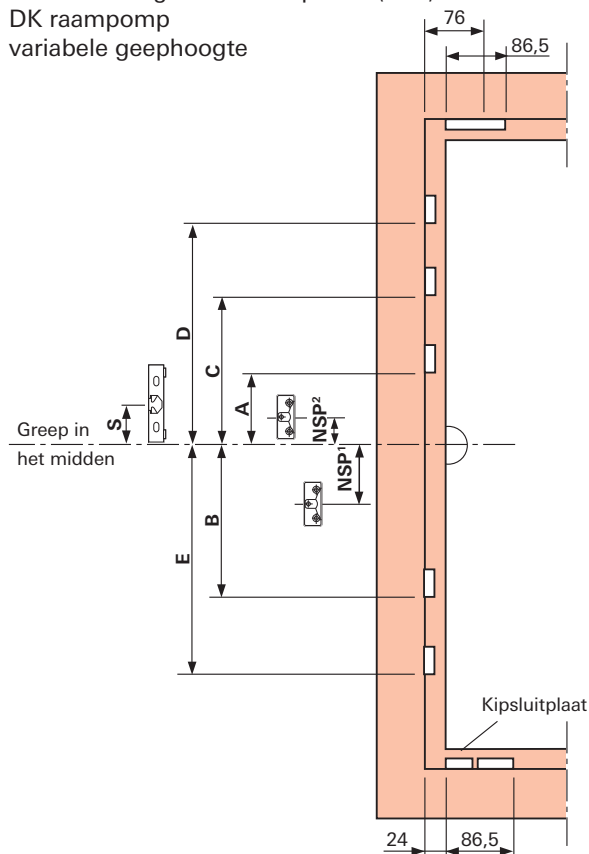 DK raampomp
variabele geephoogte
76
86,5
D
C
A
S
NSP²
Greep in
het midden
NSP¹
B
E
Kipsluitplaat
24
86,5